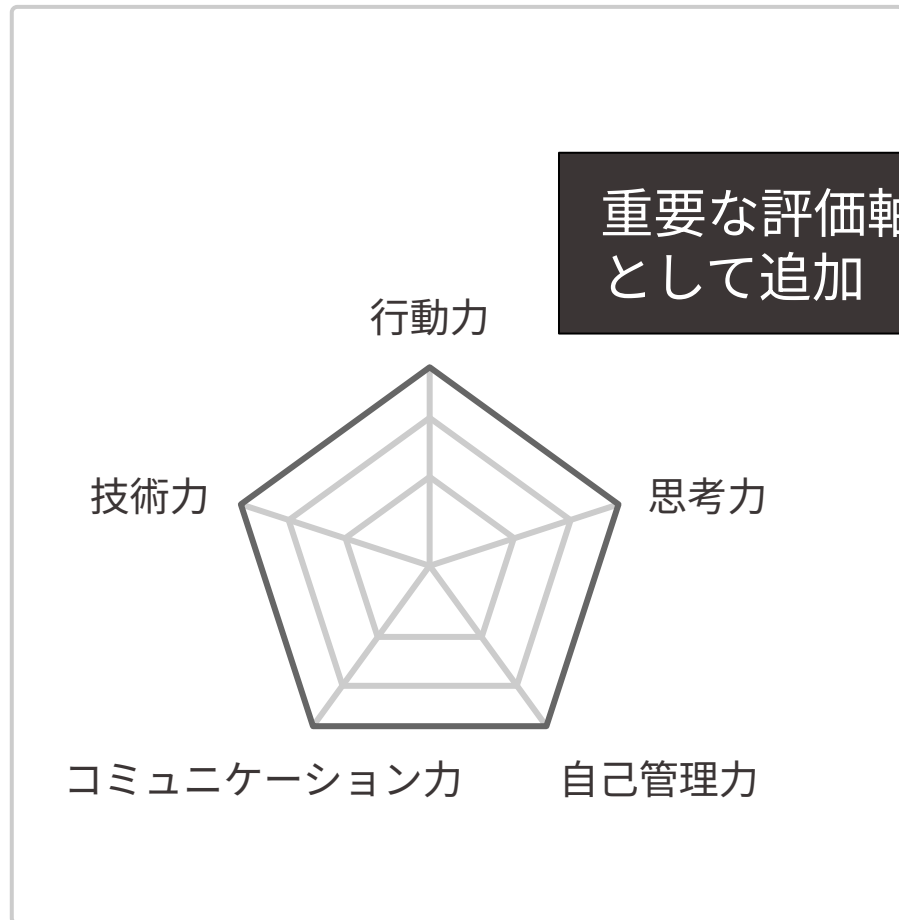 重要な評価軸
として追加
行動力
技術力
思考力
コミュニケーション力
自己管理力